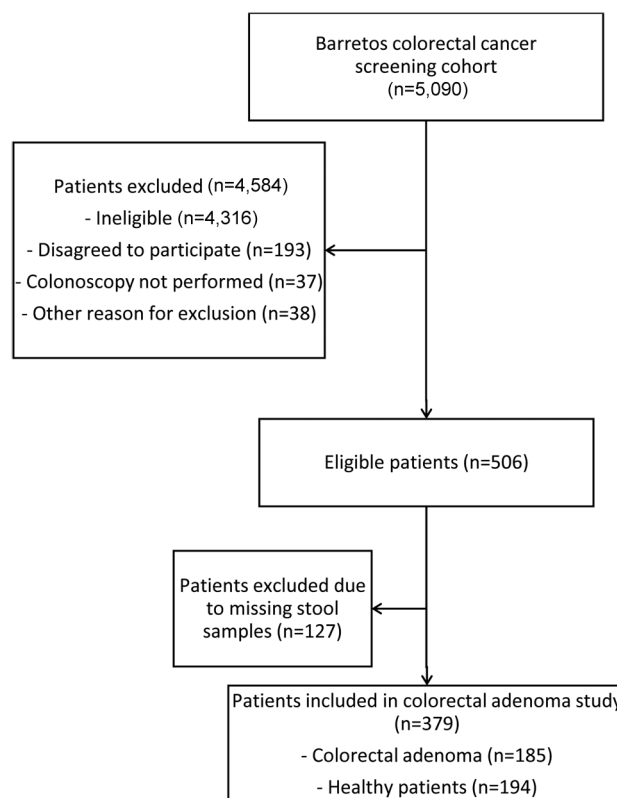 Barretos colorectal cancer
screening cohort
(n=5,090)
Patients excluded (n=4,584)
- Ineligible (n=4,316)
- Disagreed to participate (n=193)
- Colonoscopy not performed (n=37)
- Other reason for exclusion (n=38)
Eligible patients (n=506)
Patients excluded due
to missing stool
samples (n=127)
Patients included in colorectal adenoma study
(n=379)
- Colorectal adenoma (n=185)
- Healthy patients (n=194)